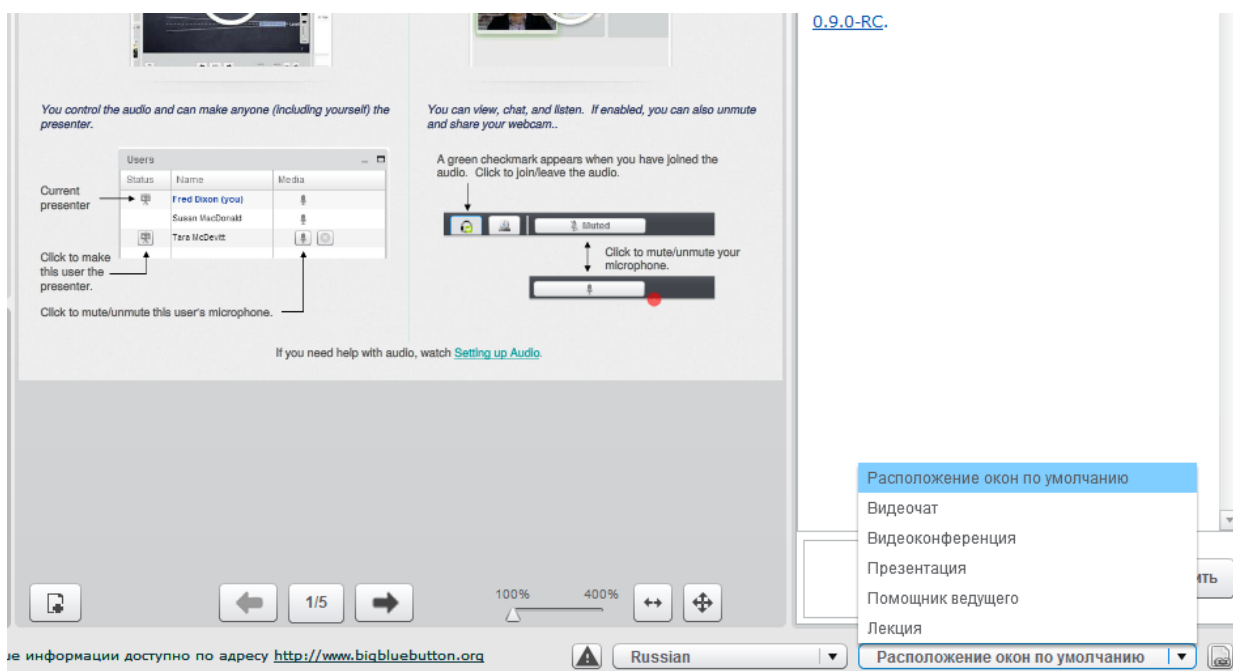 0.9.0-RC.
You control the audio and can make anyone (including yourself) the
presenter.
Users
Status Name Media
Current
presenter
Fred Dixon (you)
Susan MacDonald
Tara McDevitt
Click to make
this user the
presenter.
Click to mute/unmute this user's microphone.
You can view, chat, and listen. If enabled, you can also unmute
and share your webcam..
A green checkmark appears when you have joined the
audio. Click to join/leave the audio.
Muted
Click to mute/unmute your
microphone.
If you need help with audio, watch Setting up Audio.
Расположение окон по умолчанию
Видеочат
Видеоконференция
Презентация
Помощник ведущего
Лекция
1/5
100% 400%
информации доступно по адресу http://www.bigbluebutton.org
Russian
Расположение окон по умолчанию